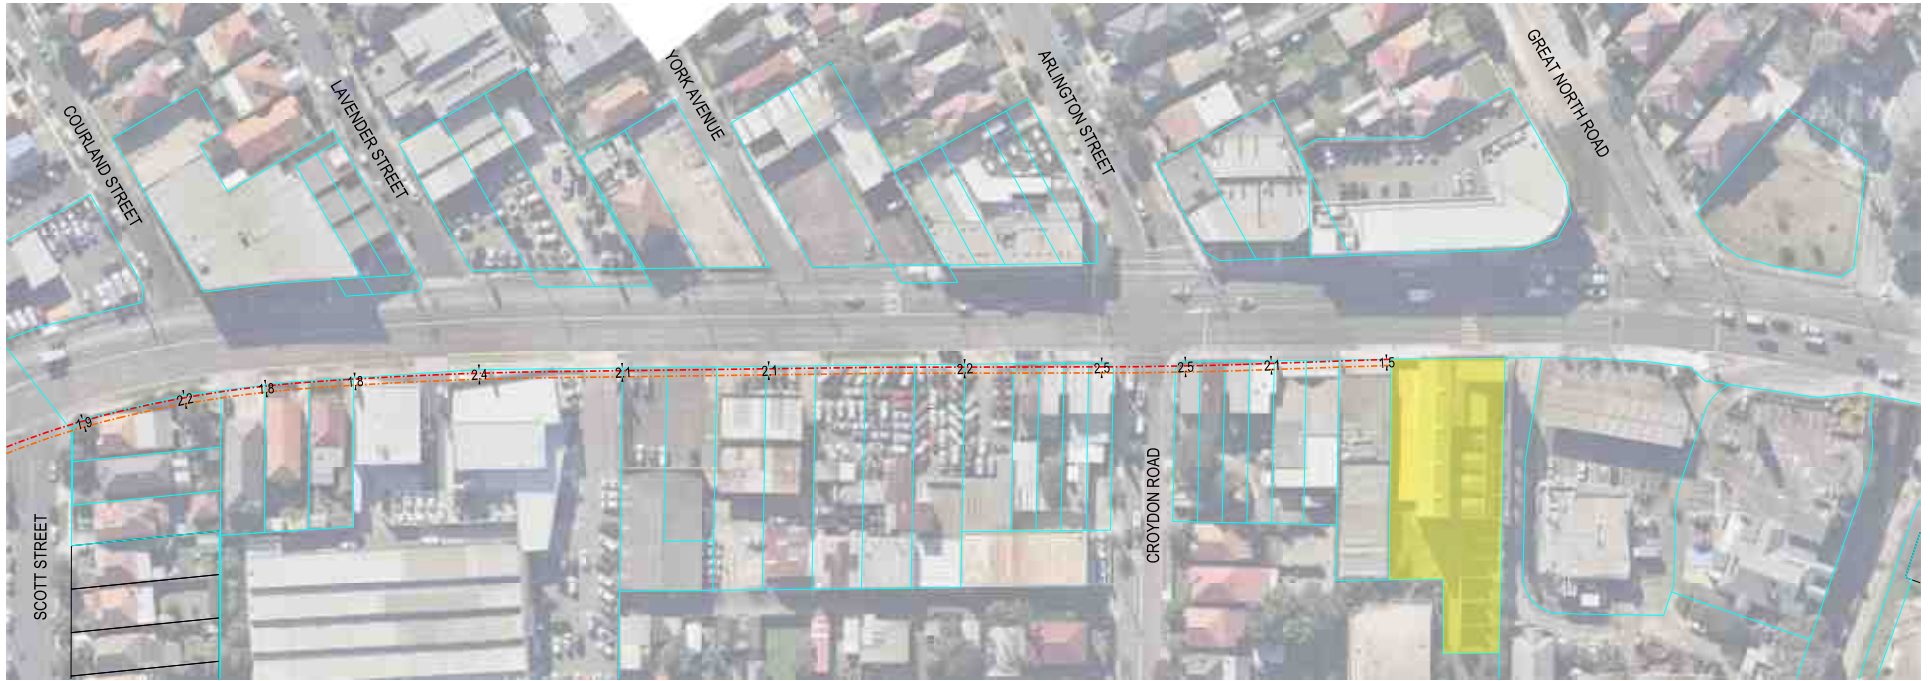 COURLAND STREET
LAVENDER STREET
YORK AVENUE
ARLINGTON STREET
GREAT NORTH ROAD
1,9
2,2
1,8
1,8
2,4
2,1
2,1
2,2
2,5
2,5
2,1
1,5
SCOTT STREET
CROYDON ROAD